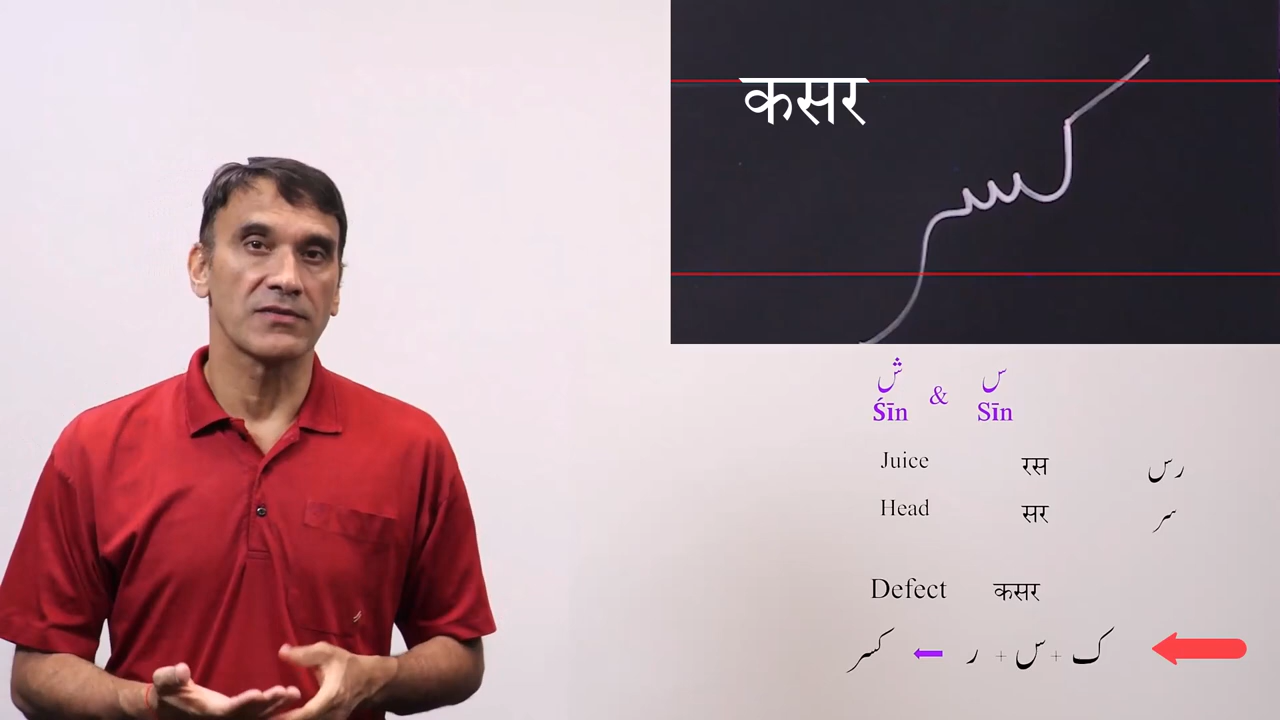 कसर کسر
ش & س
Śīn Sīn
Juice रस رس
Head सर سر
Defect कसर
ک + س + ر کسر